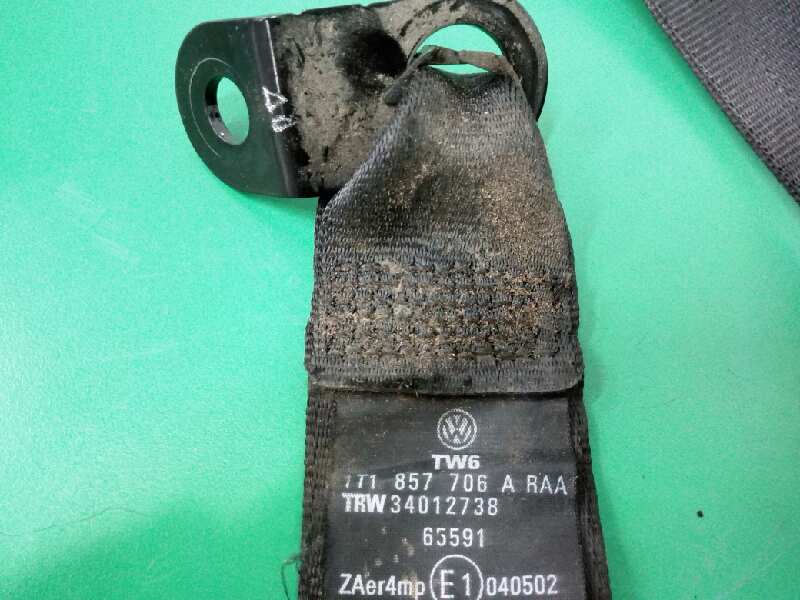 TW6
1T1 857 706 A RAA
TRW 34012738
65591
ZAer4mp E1 040502